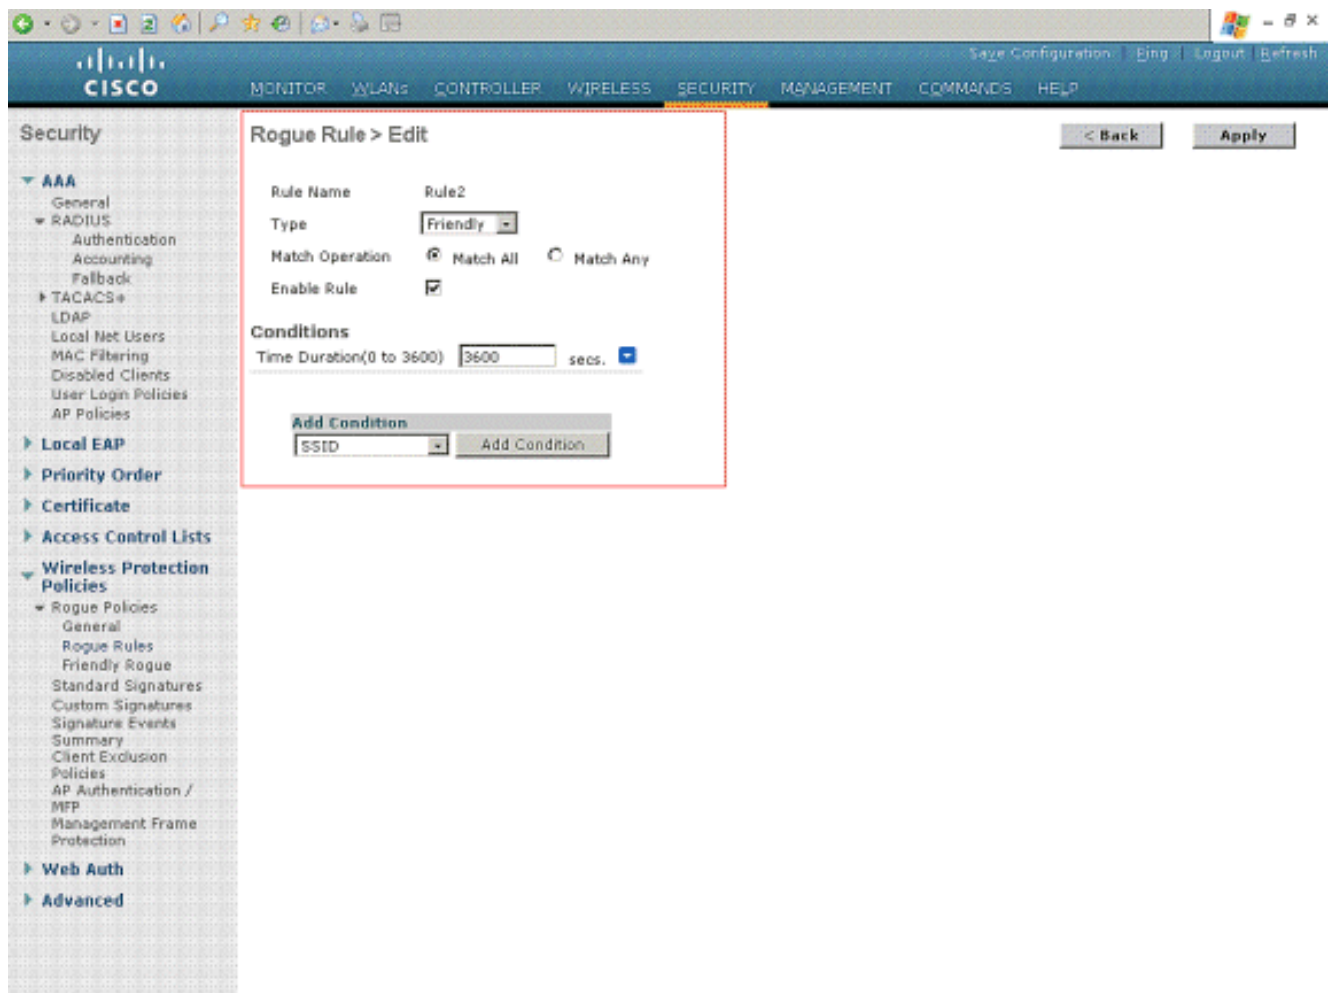 Save Configuration | Ping | Logout | Refresh
CISCO
MONITOR WLANs CONTROLLER WIRELESS SECURITY MANAGEMENT COMMANDS HELP
Security
AAA
General
RADIUS
Authentication
Accounting
Fallback
TACACS+
LDAP
Local Net Users
MAC Filtering
Disabled Clients
User Login Policies
AP Policies
Local EAP
Priority Order
Certificate
Access Control Lists
Wireless Protection
Policies
Rogue Policies
General
Rogue Rules
Friendly Rogue
Standard Signatures
Custom Signatures
Signature Events
Summary
Client Exclusion
Policies
AP Authentication /
MFP
Management Frame
Protection
Web Auth
Advanced
Rogue Rule > Edit
< Back Apply
Rule Name Rule2
Type Friendly
Match Operation Match All Match Any
Enable Rule
Conditions
Time Duration(0 to 3600) 3600 secs.
Add Condition
SSID Add Condition